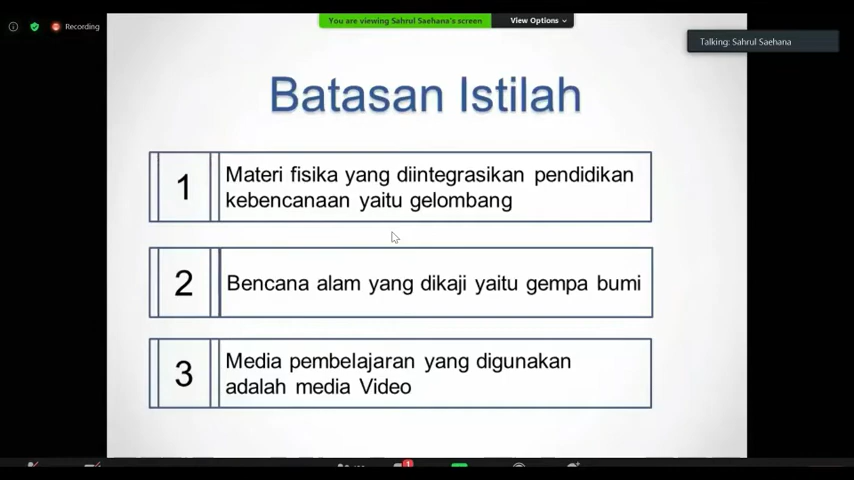 Recording
You are viewing Sahrul Saehana's screen
View Options
Talking: Sahrul Saehana
Batasan Istilah
1
Materi fisika yang diintegrasikan pendidikan
kebencanaan yaitu gelombang
2
Bencana alam yang dikaji yaitu gempa bumi
3
Media pembelajaran yang digunakan
adalah media Video
1